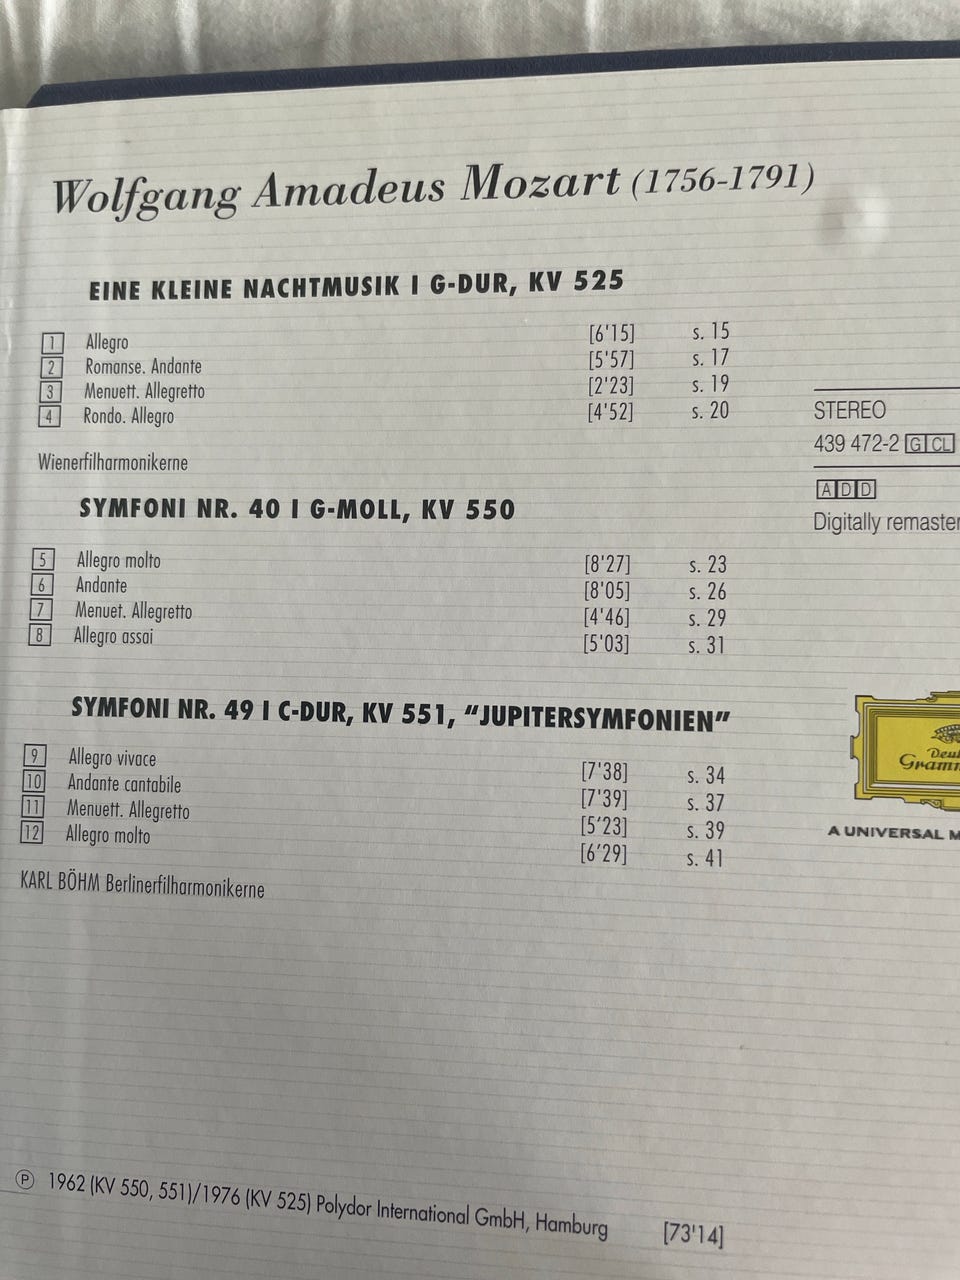 Wolfgang Amadeus Mozart (1756-1791)
EINE KLEINE NACHTMUSIK I G-DUR, KV 525
1 Allegro [6'15] s. 15
2 Romanse. Andante [5'57] s. 17
3 Menuett. Allegretto [2'23] s. 19
4 Rondo. Allegro [4'52] s. 20
Wienerfilharmonikerne
SYMFONI NR. 40 I G-MOLL, KV 550
5 Allegro molto [8'27] s. 23
6 Andante [8'05] s. 26
7 Menuet. Allegretto [4'46] s. 29
8 Allegro assai [5'03] s. 31
SYMFONI NR. 49 I C-DUR, KV 551, “JUPITERSYMFONIEN”
9 Allegro vivace [7'38] s. 34
10 Andante cantabile [7'39] s. 37
11 Menuett. Allegretto [5'23] s. 39
12 Allegro molto [6'29] s. 41
KARL BÖHM Berlinerfilharmonikerne
STEREO
439 472-2 G CL
A D D
Digitally remaster
Deu
Gramm
A UNIVERSAL M
℗ 1962 (KV 550, 551)/1976 (KV 525) Polydor International GmbH, Hamburg [73'14]